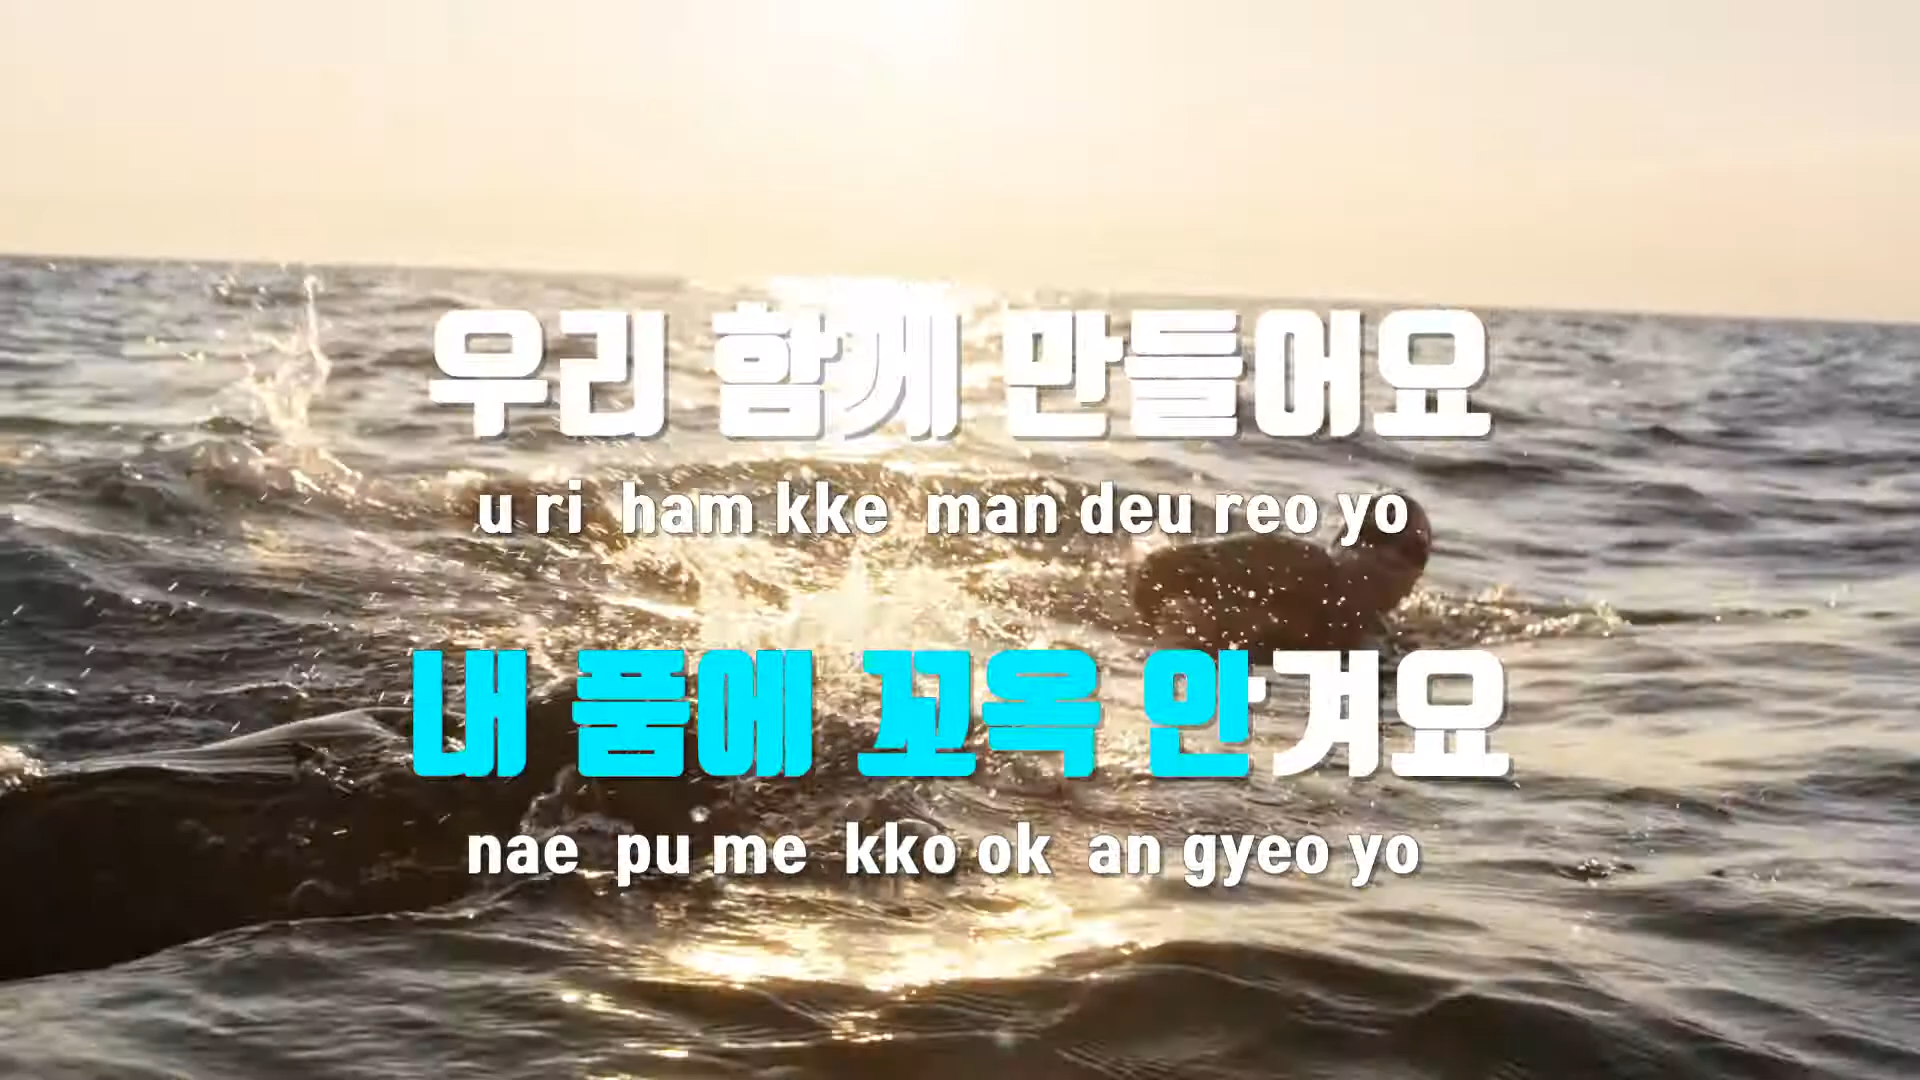 우리 함께 만들어요
u ri ham kke man deu reo yo
내 품에 꼬옥 안겨요
nae pu me kko ok an gyeo yo